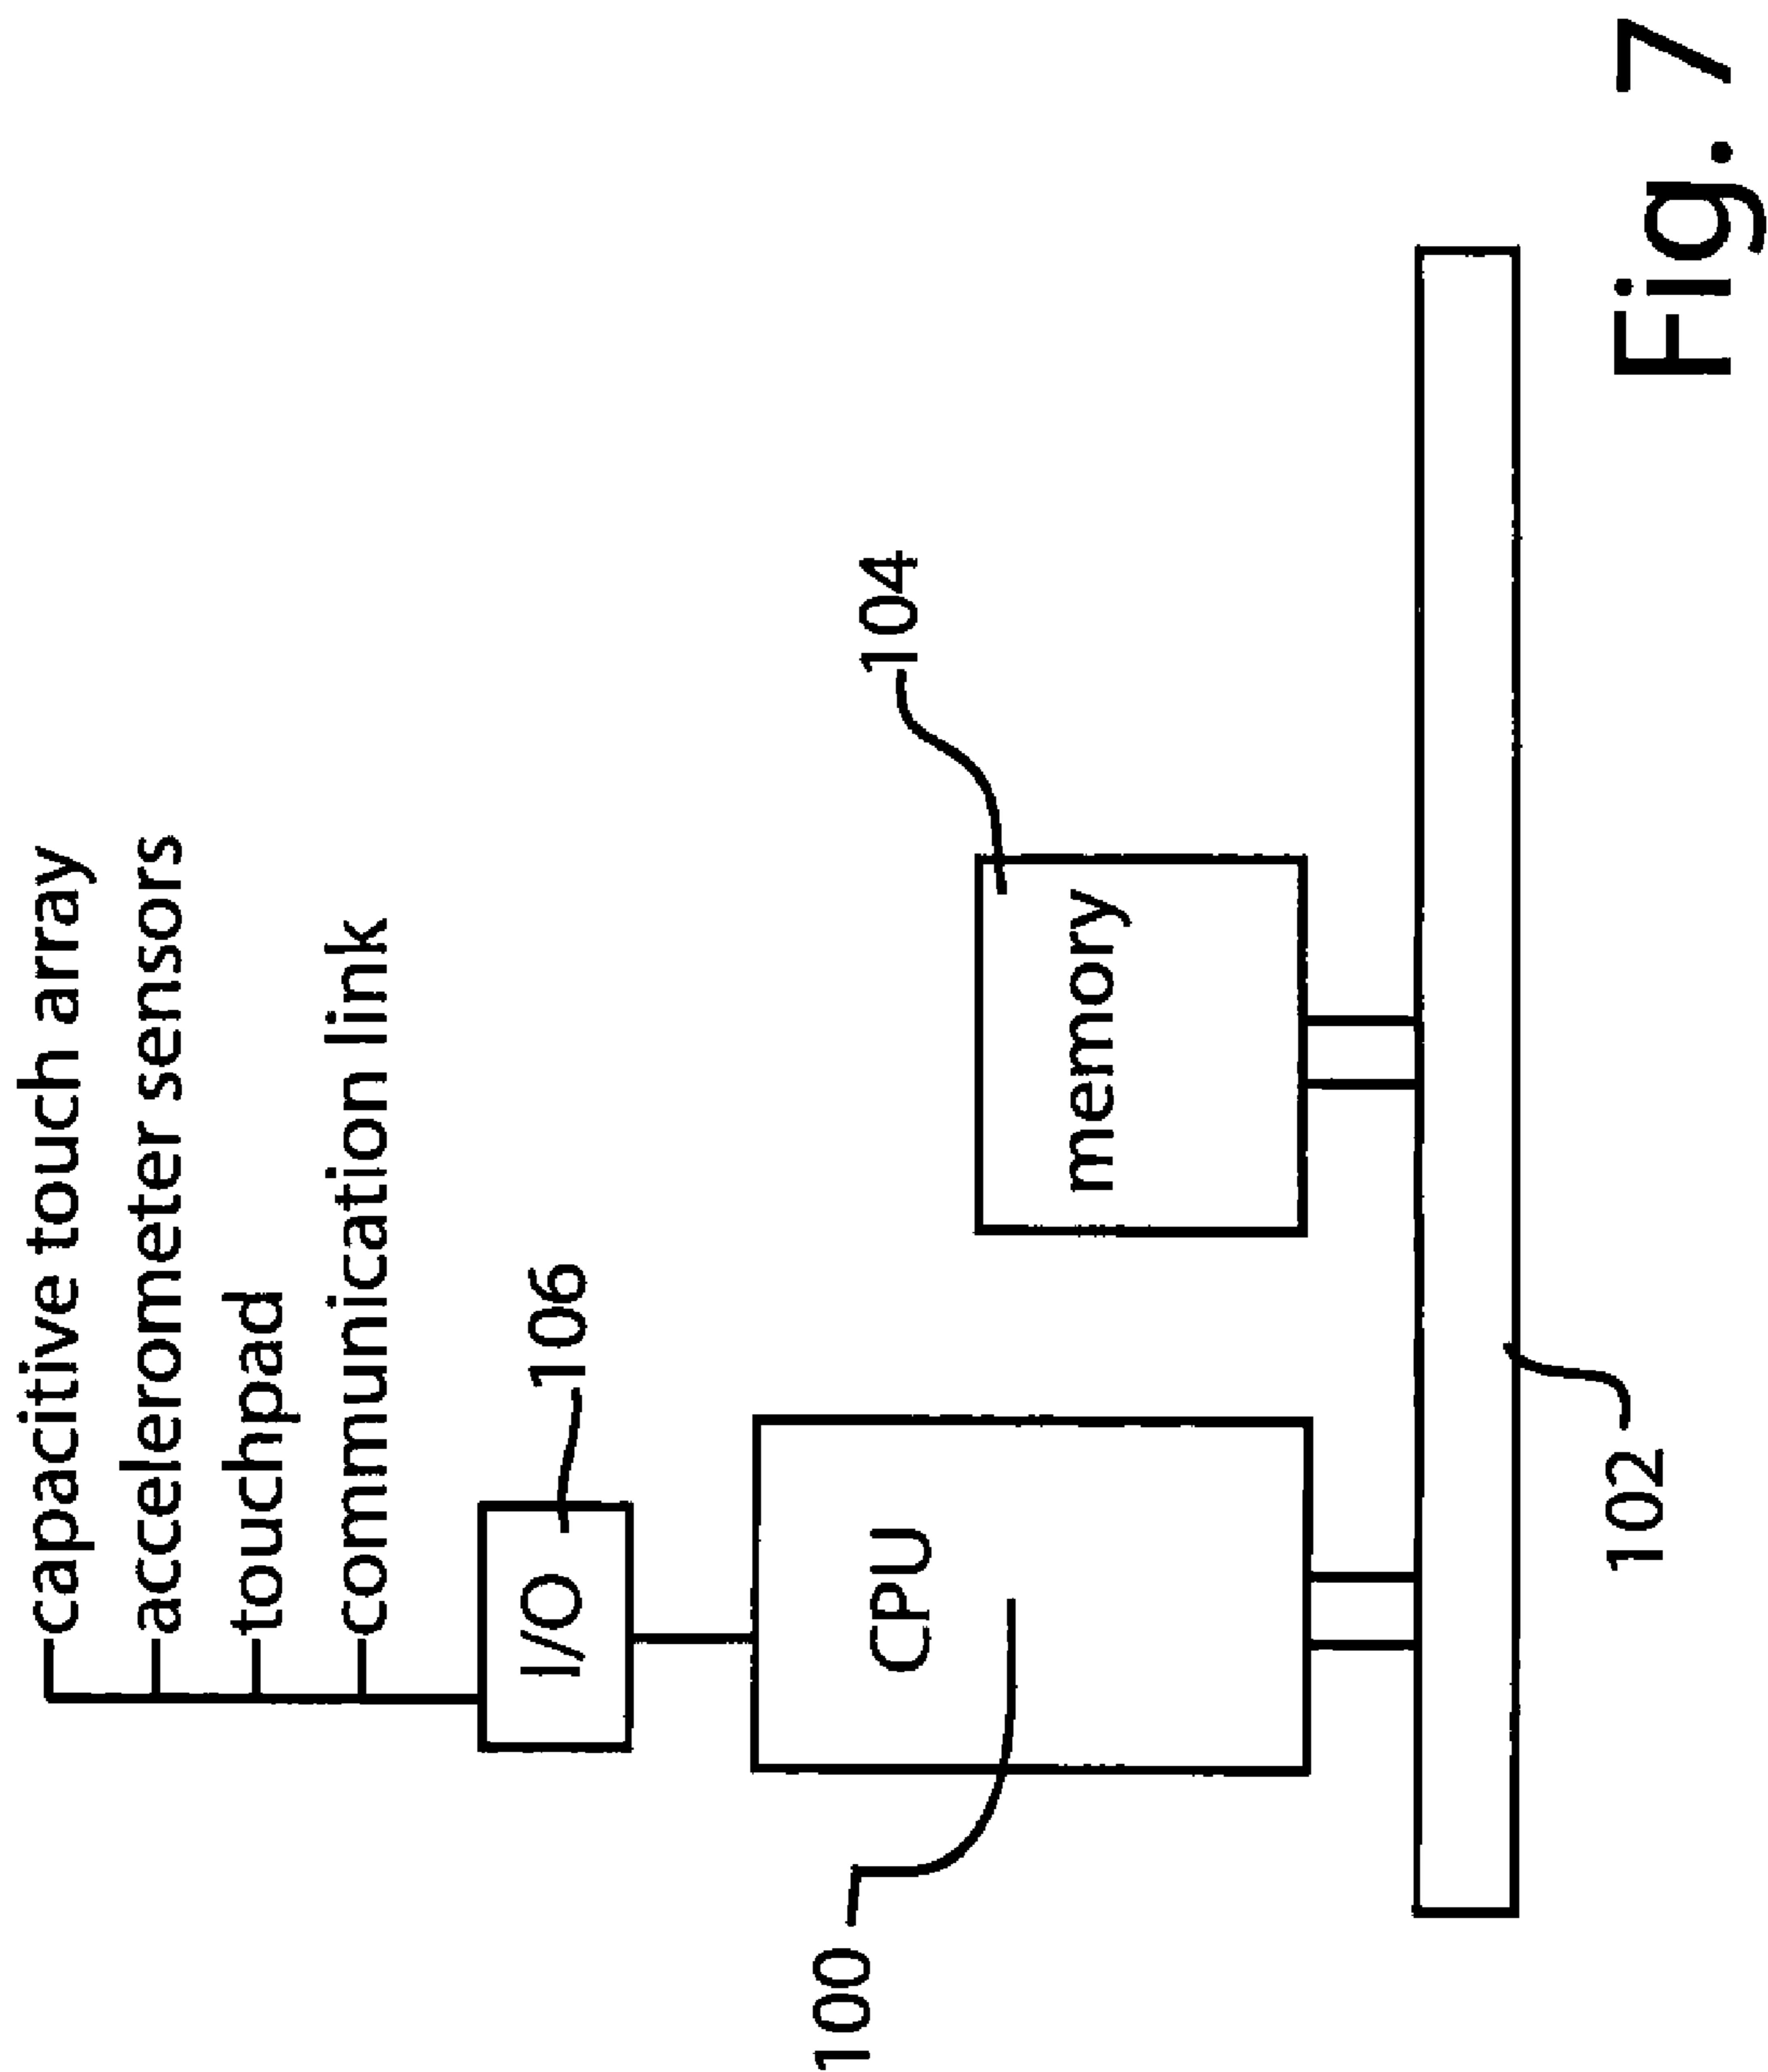 capacitive touch array
accelerometer sensors
touchpad
communication link
I/O
106
CPU
100
memory
104
102
Fig. 7